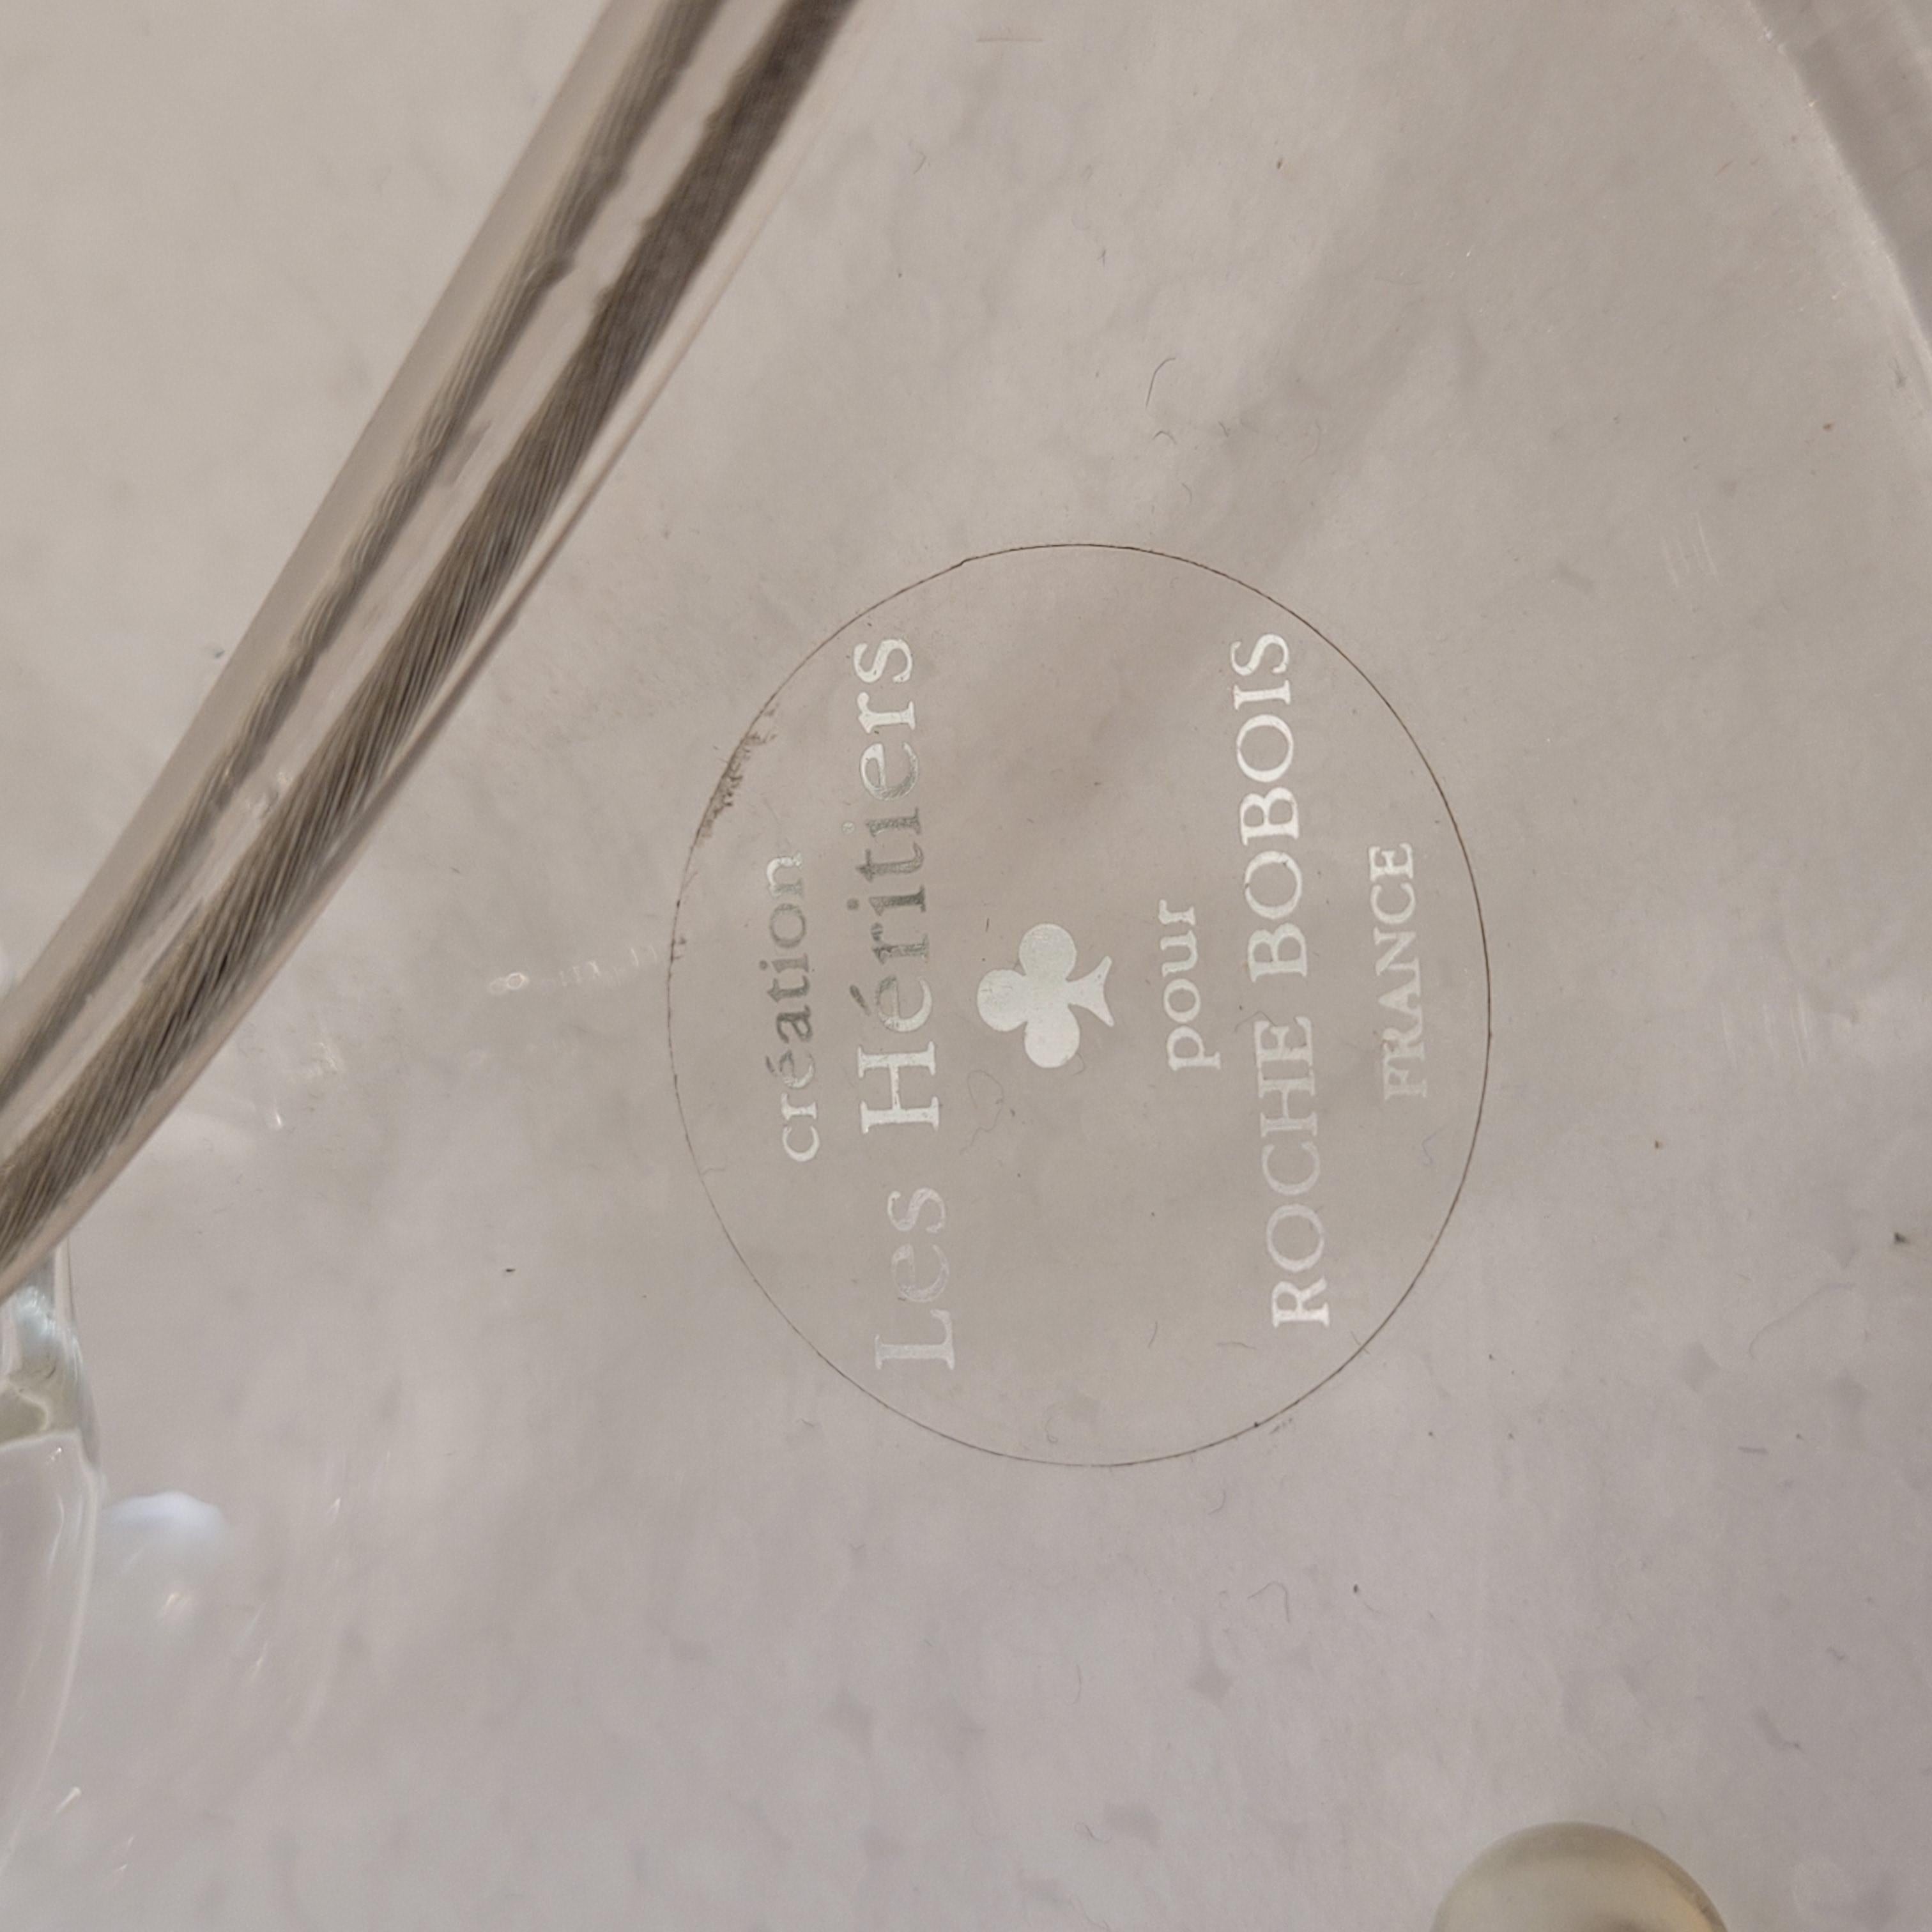 création
Les Héritiers
pour
ROCHE BOBOIS
FRANCE